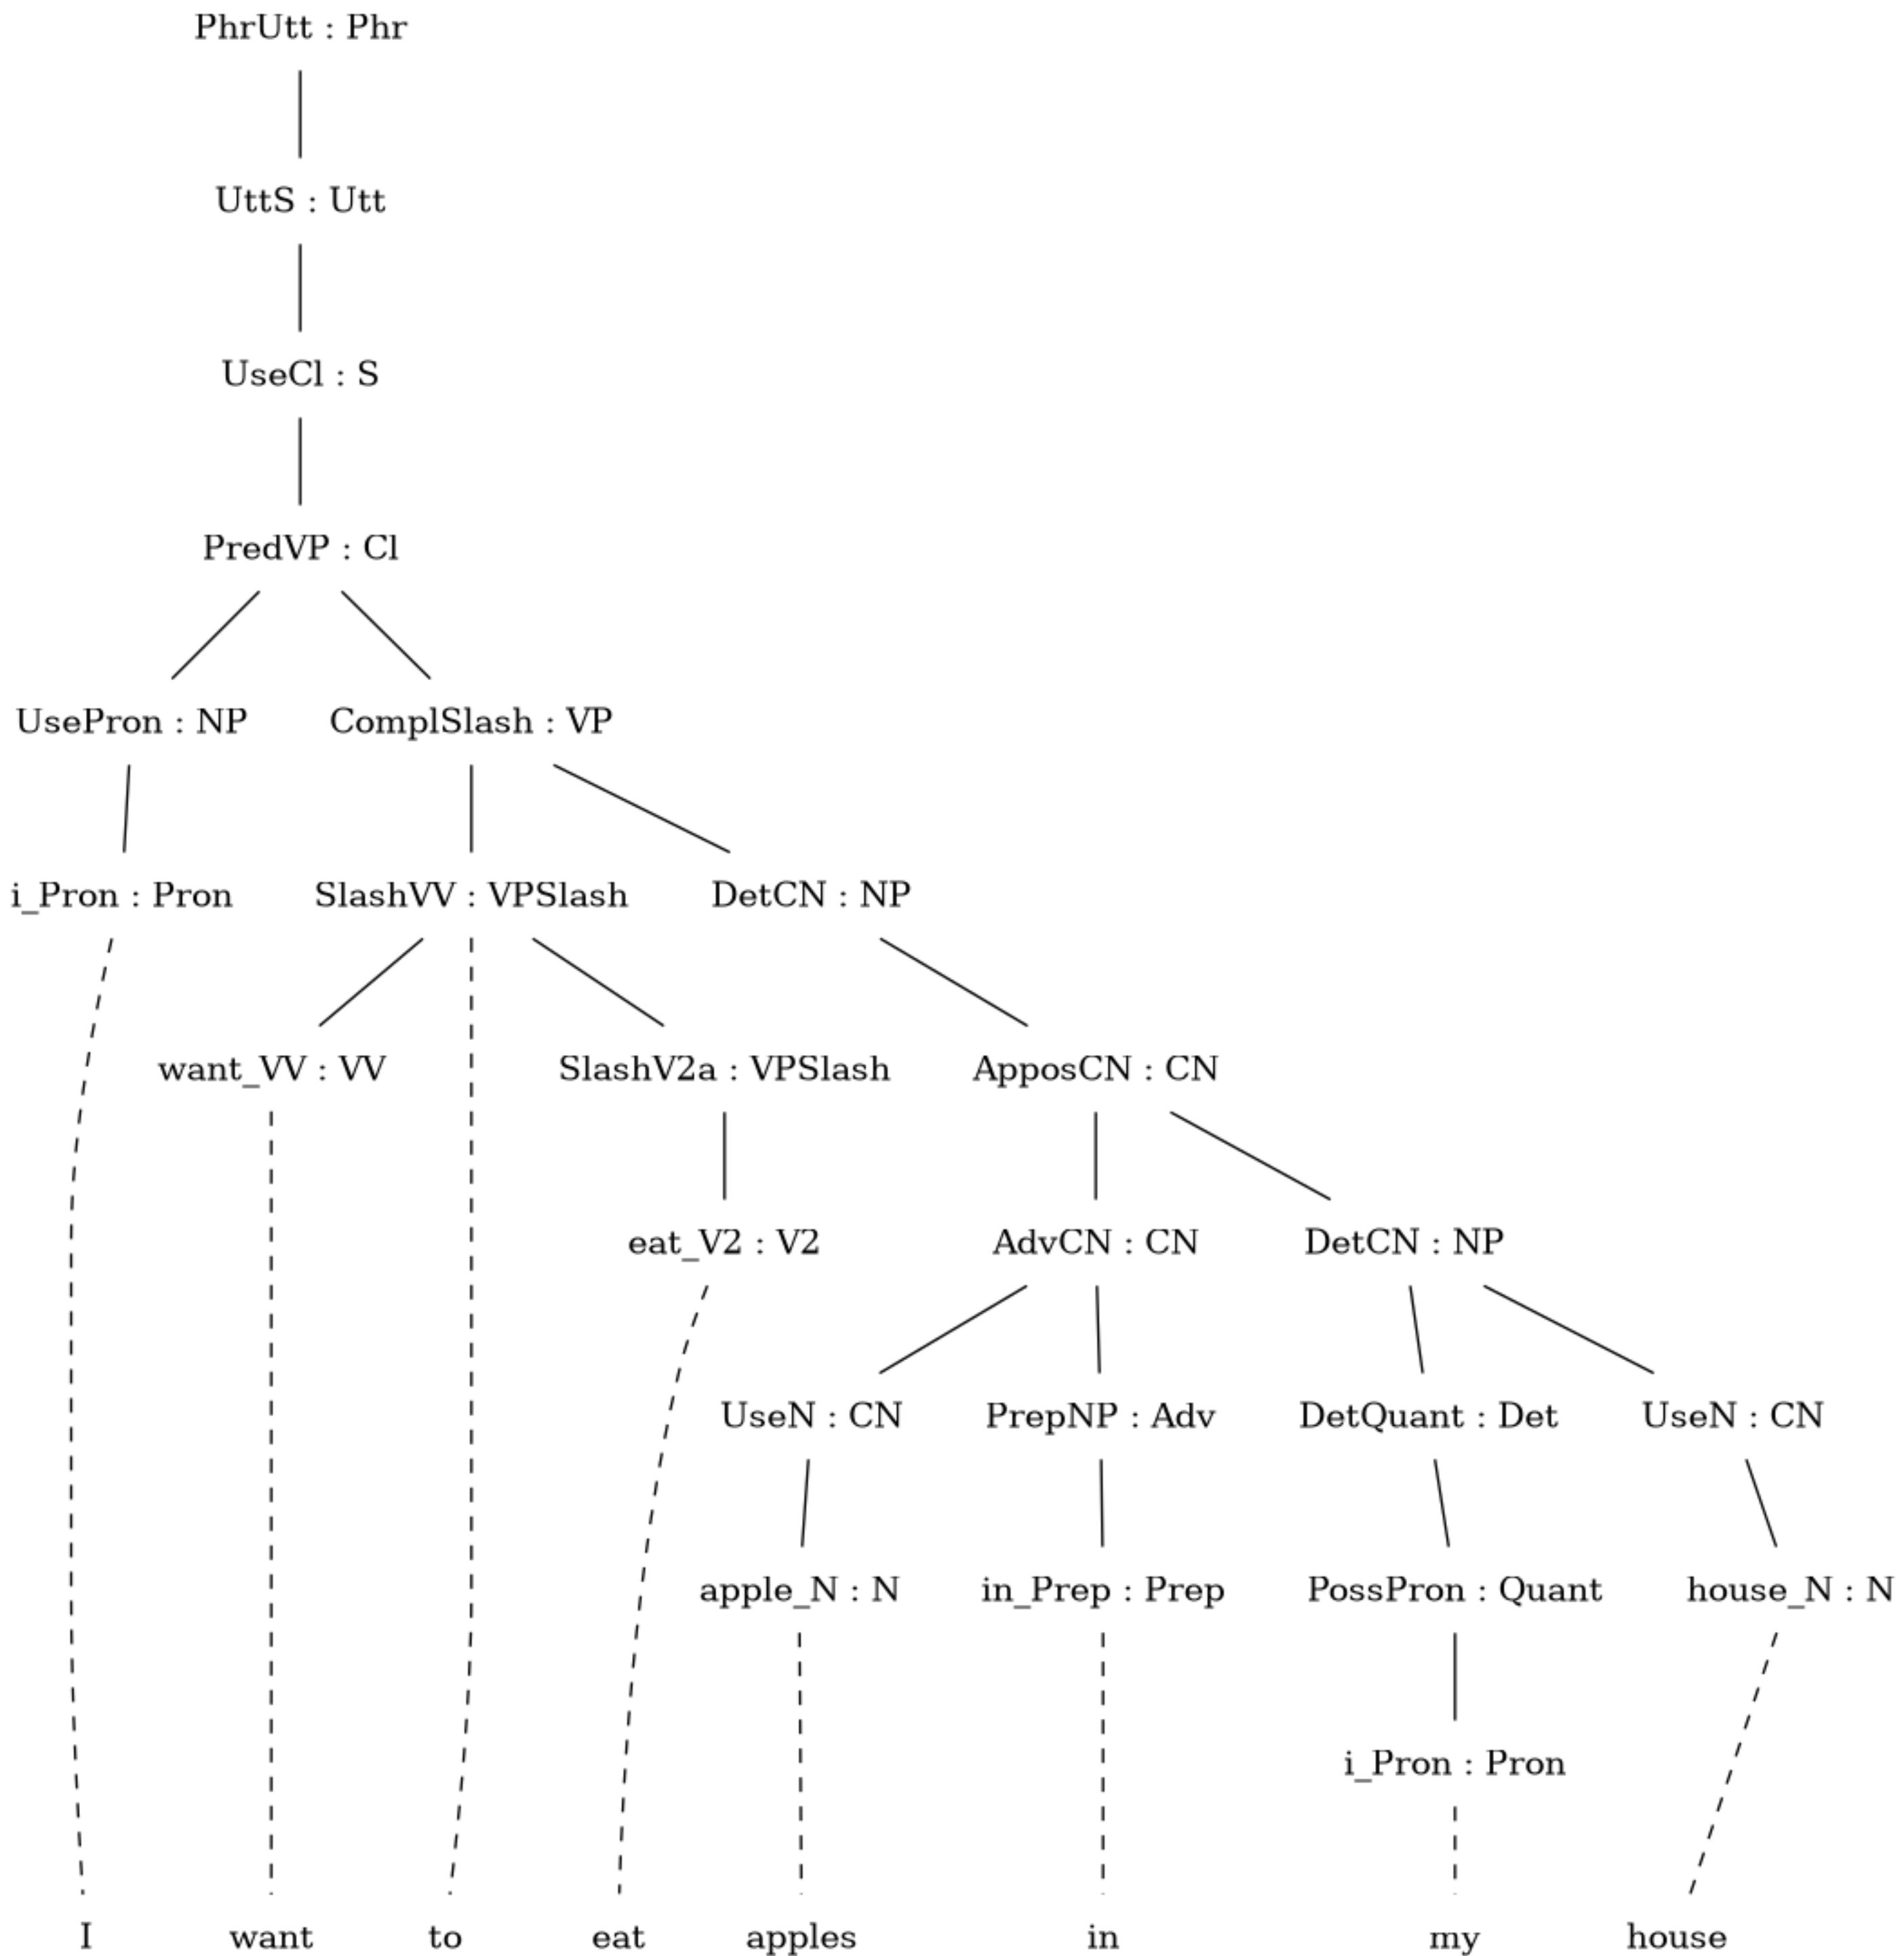 PhrUtt : Phr
UttS : Utt
UseCl : S
PredVP : Cl
UsePron : NP ComplSlash : VP
i_Pron : Pron SlashVV : VPSlash DetCN : NP
want_VV : VV SlashV2a : VPSlash ApposCN : CN
eat_V2 : V2 AdvCN : CN DetCN : NP
UseN : CN PrepNP : Adv DetQuant : Det UseN : CN
apple_N : N in_Prep : Prep PossPron : Quant house_N : N
i_Pron : Pron
I want to eat apples in my house